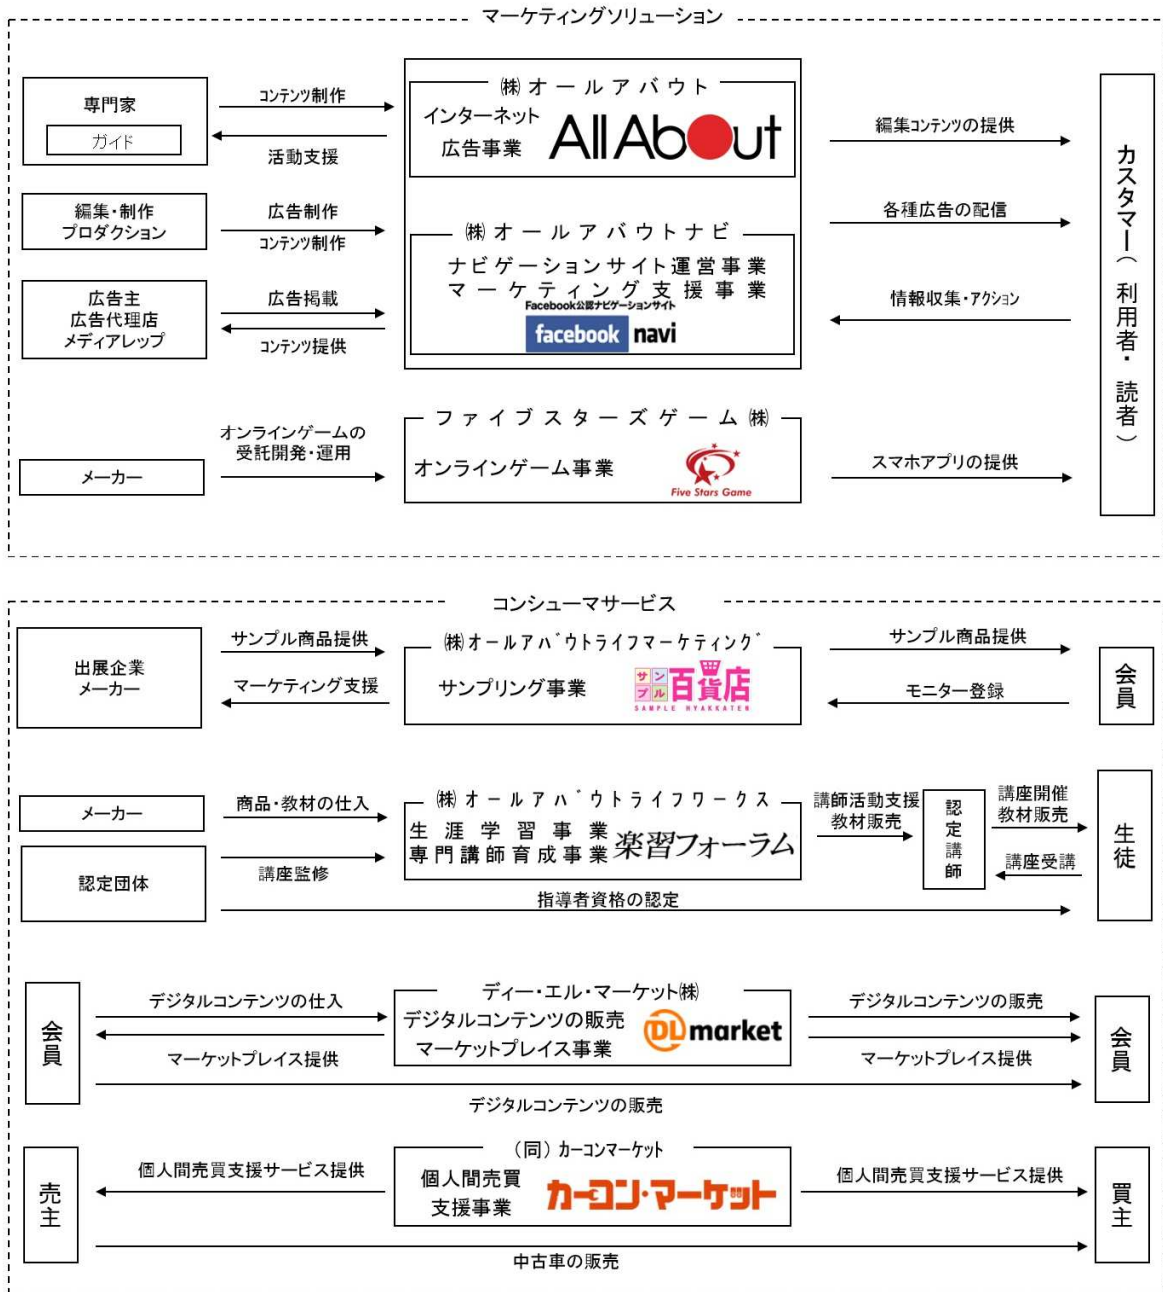 マーケティングソリューション
専門家
ガイド
コンテンツ制作
活動支援
㈱オールアバウト
インターネット
広告事業
AllAbout
編集コンテンツの提供
編集・制作
プロダクション
広告制作
コンテンツ制作
各種広告の配信
㈱オールアバウトナビ
ナビゲーションサイト運営事業
マーケティング支援事業
Facebook公認ナビゲーションサイト
facebook navi
広告主
広告代理店
メディアレップ
広告掲載
コンテンツ提供
情報収集・アクション
カスタマー（利用者・読者）
メーカー
オンラインゲームの
受託開発・運用
ファイブスターズゲーム㈱
オンラインゲーム事業
Five Stars Game
スマホアプリの提供
コンシューマサービス
出展企業
メーカー
サンプル商品提供
マーケティング支援
㈱オールアバウトライフマーケティング
サンプリング事業
サンプル百貨店
SAMPLE HYAKKATEN
サンプル商品提供
モニター登録
会員
メーカー
認定団体
商品・教材の仕入
講座監修
㈱オールアバウトライフワークス
生涯学習事業
専門講師育成事業
楽習フォーラム
講師活動支援
教材販売
認定講師
講座開催
教材販売
講座受講
生徒
指導者資格の認定
会員
デジタルコンテンツの仕入
マーケットプレイス提供
ディー・エル・マーケット㈱
デジタルコンテンツの販売
マーケットプレイス事業
DLmarket
デジタルコンテンツの販売
マーケットプレイス提供
会員
デジタルコンテンツの販売
売主
個人間売買支援サービス提供
（同）カーコンマーケット
個人間売買
支援事業
カーコン・マーケット
個人間売買支援サービス提供
買主
中古車の販売